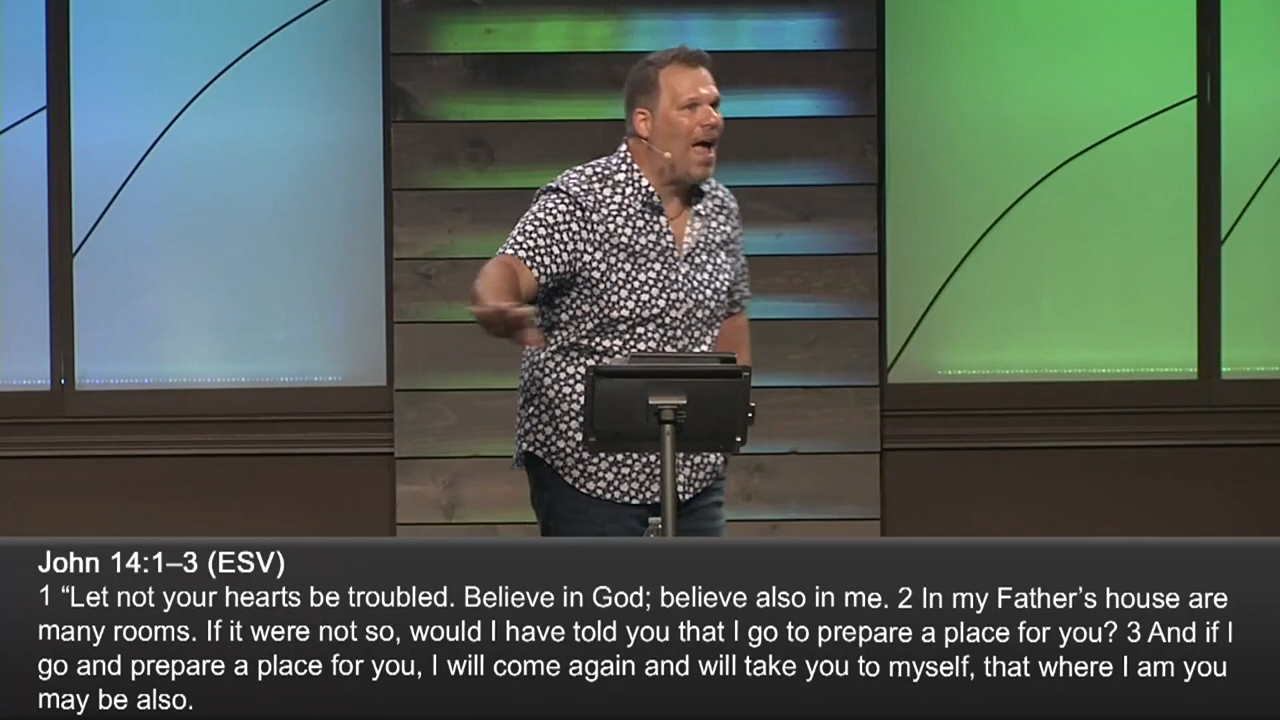 John 14:1–3 (ESV)
1 “Let not your hearts be troubled. Believe in God; believe also in me. 2 In my Father’s house are
many rooms. If it were not so, would I have told you that I go to prepare a place for you? 3 And if I
go and prepare a place for you, I will come again and will take you to myself, that where I am you
may be also.